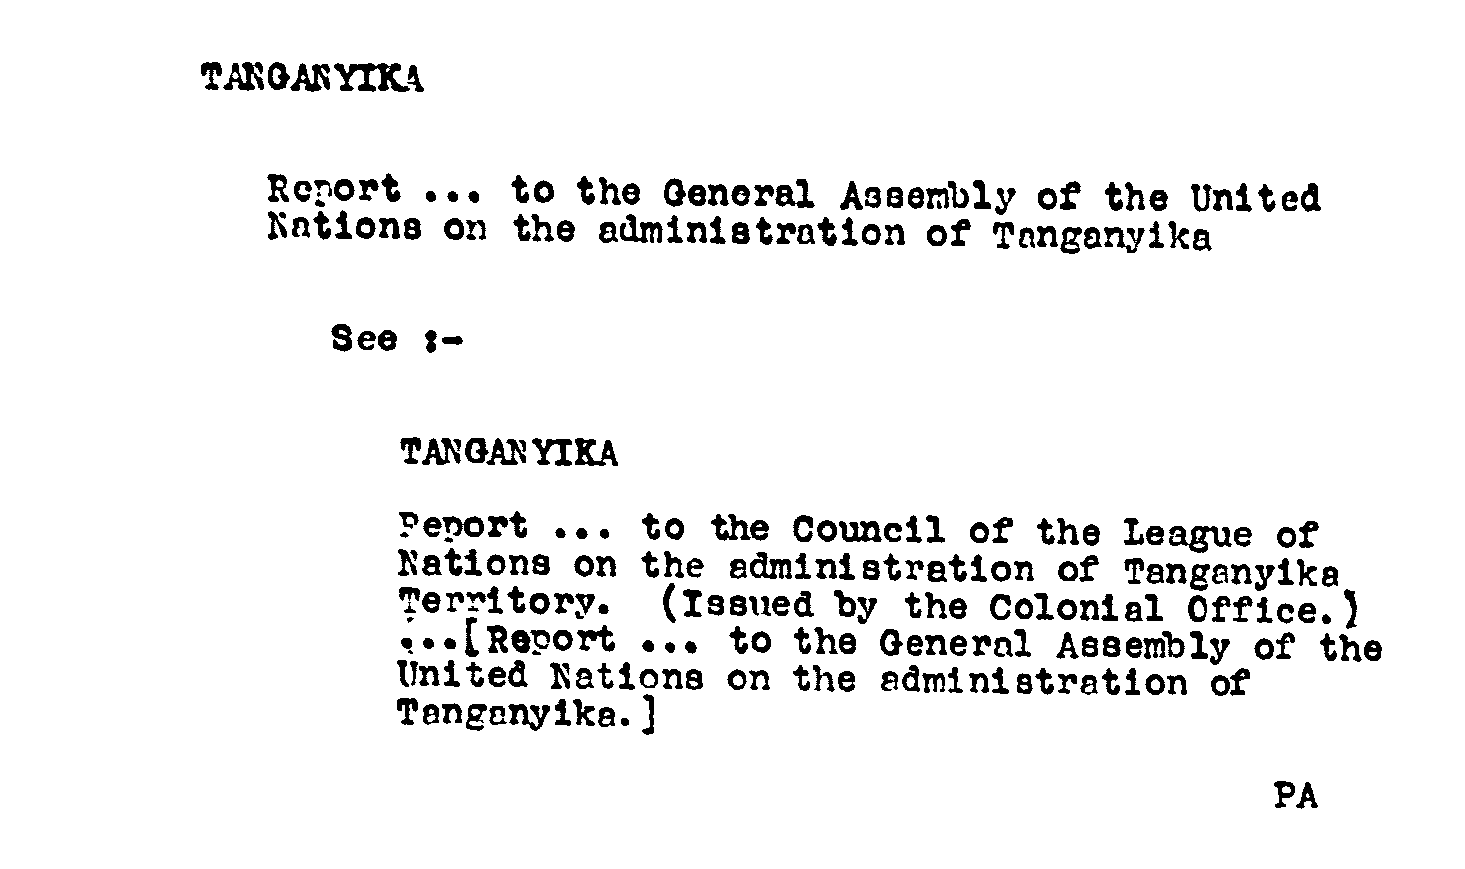 TANGANYIKA
Report ... to the General Assembly of the United
Nations on the administration of Tanganyika
See :-
TANGANYIKA
Report ... to the Council of the League of
Nations on the administration of Tanganyika
Territory. (Issued by the Colonial Office.)
...[Report ... to the General Assembly of the
United Nations on the administration of
Tanganyika.]
PA